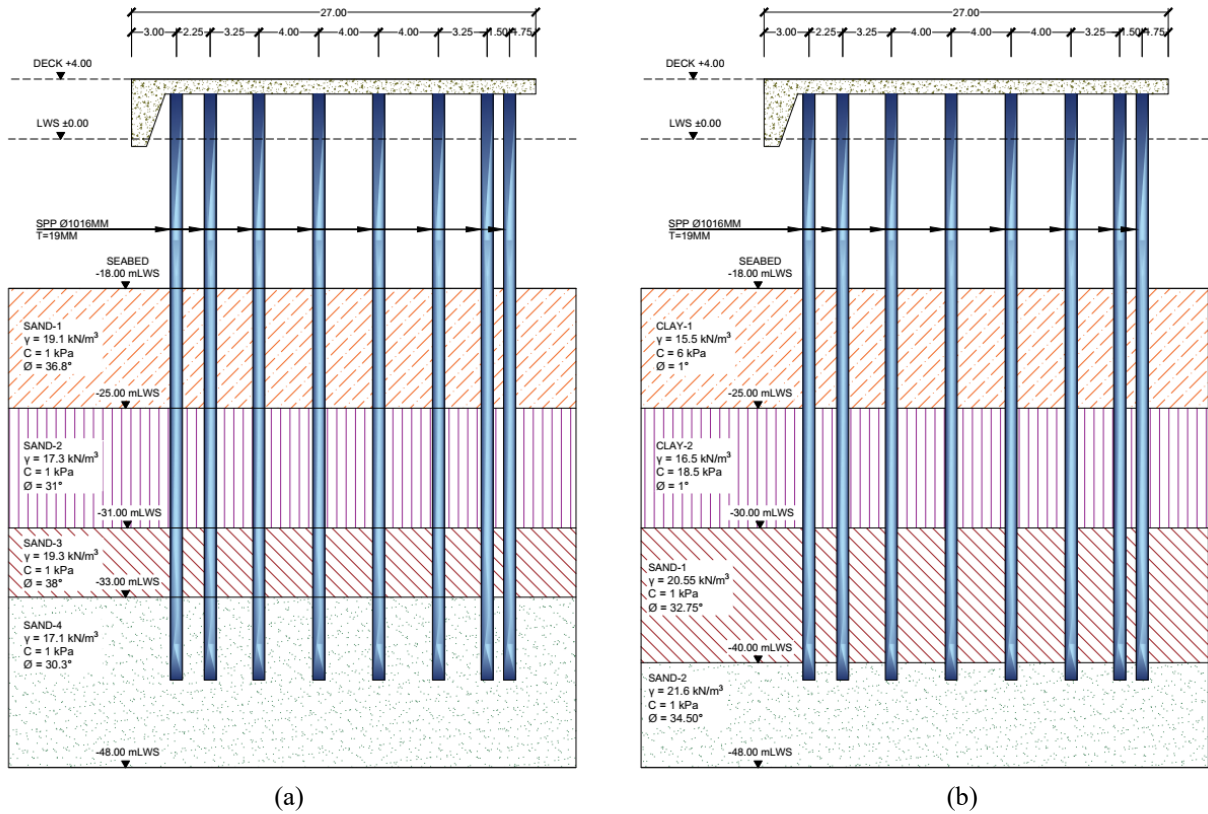 27.00
3.00 2.25 3.25 4.00 4.00 4.00 3.25 1.50 4.75
DECK +4.00
LWS ±0.00
SPP Ø1016MM
T=19MM
SEABED
-18.00 mLWS
SAND-1
γ = 19.1 kN/m³
C = 1 kPa
Ø = 36.8°
-25.00 mLWS
SAND-2
γ = 17.3 kN/m³
C = 1 kPa
Ø = 31°
-31.00 mLWS
SAND-3
γ = 19.3 kN/m³
C = 1 kPa
Ø = 38°
-33.00 mLWS
SAND-4
γ = 17.1 kN/m³
C = 1 kPa
Ø = 30.3°
-48.00 mLWS
(a)
27.00
3.00 2.25 3.25 4.00 4.00 4.00 3.25 1.50 4.75
DECK +4.00
LWS ±0.00
SPP Ø1016MM
T=19MM
SEABED
-18.00 mLWS
CLAY-1
γ = 15.5 kN/m³
C = 6 kPa
Ø = 1°
-25.00 mLWS
CLAY-2
γ = 16.5 kN/m³
C = 18.5 kPa
Ø = 1°
-30.00 mLWS
SAND-1
γ = 20.55 kN/m³
C = 1 kPa
Ø = 32.75°
-40.00 mLWS
SAND-2
γ = 21.6 kN/m³
C = 1 kPa
Ø = 34.50°
-48.00 mLWS
(b)